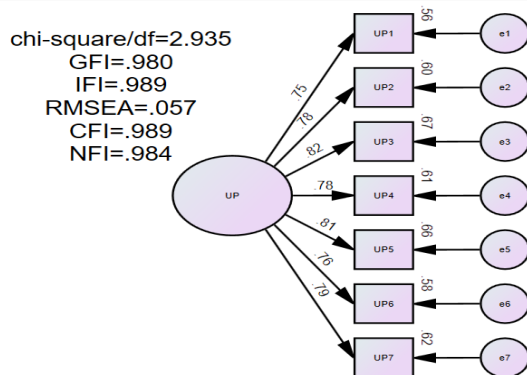 chi-square/df=2.935
GFI=.980
IFI=.989
RMSEA=.057
CFI=.989
NFI=.984
UP
.75
.78
.82
.78
.81
.76
.79
.56
UP1
e1
.60
UP2
e2
.67
UP3
e3
.61
UP4
e4
.66
UP5
e5
.58
UP6
e6
.62
UP7
e7